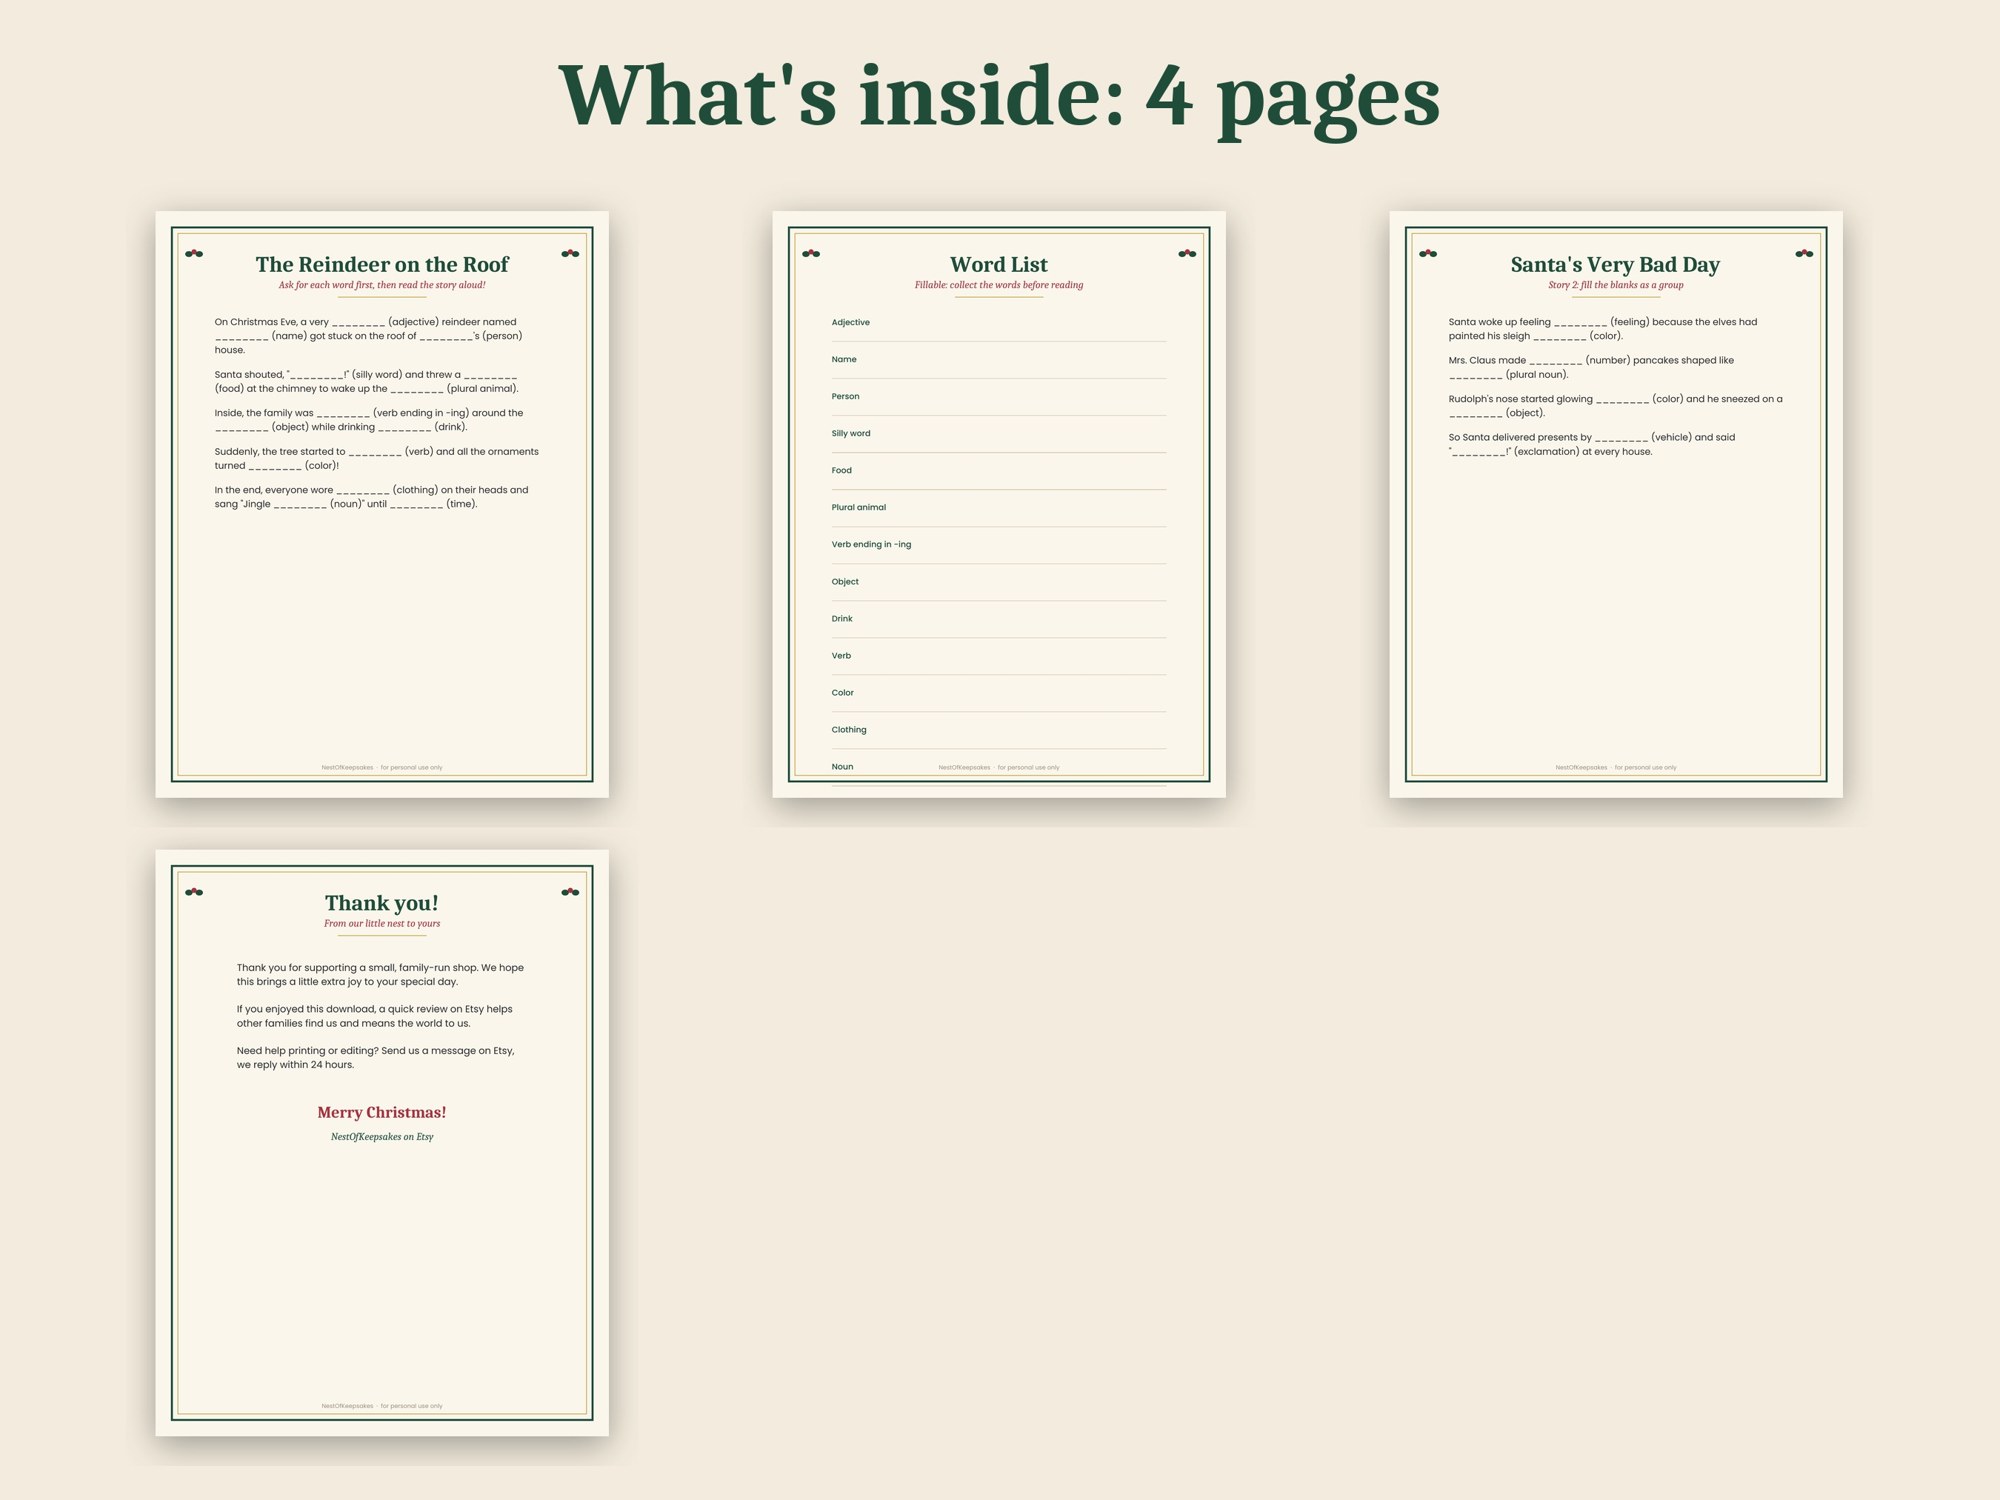 What's inside: 4 pages
The Reindeer on the Roof
Ask for each word first, then read the story aloud!
On Christmas Eve, a very ________ (adjective) reindeer named
________ (name) got stuck on the roof of ________'s (person)
house.
Santa shouted, "________!" (silly word) and threw a ________
(food) at the chimney to wake up the ________ (plural animal).
Inside, the family was ________ (verb ending in -ing) around the
________ (object) while drinking ________ (drink).
Suddenly, the tree started to ________ (verb) and all the ornaments
turned ________ (color)!
In the end, everyone wore ________ (clothing) on their heads and
sang "Jingle ________ (noun)" until ________ (time).
NestOfKeepsakes · for personal use only
Word List
Fillable: collect the words before reading
Adjective
Name
Person
Silly word
Food
Plural animal
Verb ending in -ing
Object
Drink
Verb
Color
Clothing
Noun
NestOfKeepsakes · for personal use only
Santa's Very Bad Day
Story 2: fill the blanks as a group
Santa woke up feeling ________ (feeling) because the elves had
painted his sleigh ________ (color).
Mrs. Claus made ________ (number) pancakes shaped like
________ (plural noun).
Rudolph's nose started glowing ________ (color) and he sneezed on a
________ (object).
So Santa delivered presents by ________ (vehicle) and said
"________!" (exclamation) at every house.
NestOfKeepsakes · for personal use only
Thank you!
From our little nest to yours
Thank you for supporting a small, family-run shop. We hope
this brings a little extra joy to your special day.
If you enjoyed this download, a quick review on Etsy helps
other families find us and means the world to us.
Need help printing or editing? Send us a message on Etsy,
we reply within 24 hours.
Merry Christmas!
NestOfKeepsakes on Etsy
NestOfKeepsakes · for personal use only